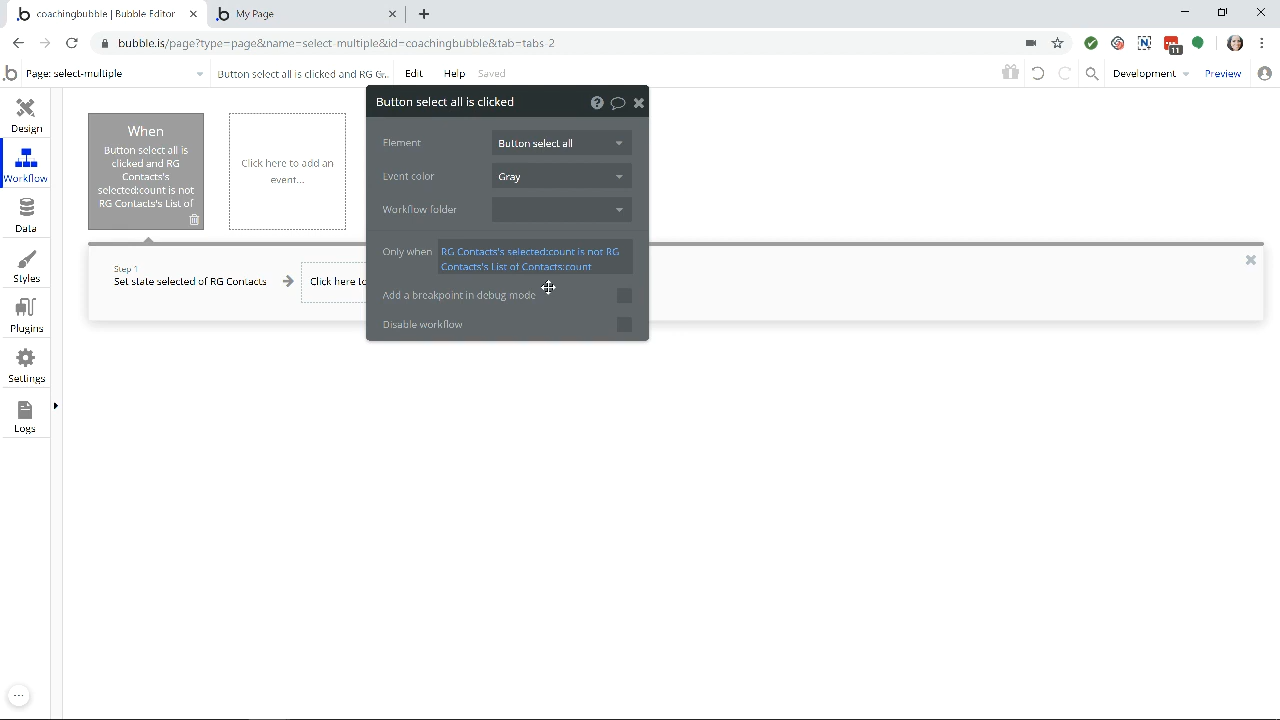 coachingbubble | Bubble Editor
My Page
bubble.is/page?type=page&name=select-multiple&id=coachingbubble&tab=tabs-2
11
Page: select-multiple
Button select all is clicked and RG Gr...
Edit
Help
Saved
Development
Preview
Design
Workflow
Data
Styles
Plugins
Settings
Logs
When
Button select all is
clicked and RG
Contacts's
selected:count is not
RG Contacts's List of
Click here to add an
event...
Step 1
Set state selected of RG Contacts
Click here to
Button select all is clicked
Element
Button select all
Event color
Gray
Workflow folder
Only when
RG Contacts's selected:count is not RG
Contacts's List of Contacts:count
Add a breakpoint in debug mode
Disable workflow